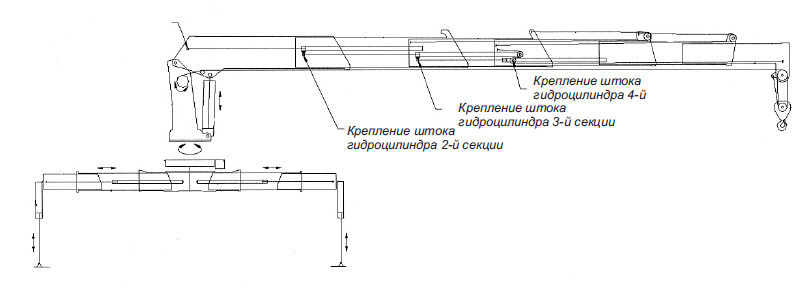 Крепление штока
гидроцилиндра 4-й
Крепление штока
гидроцилиндра 3-й секции
Крепление штока
гидроцилиндра 2-й секции